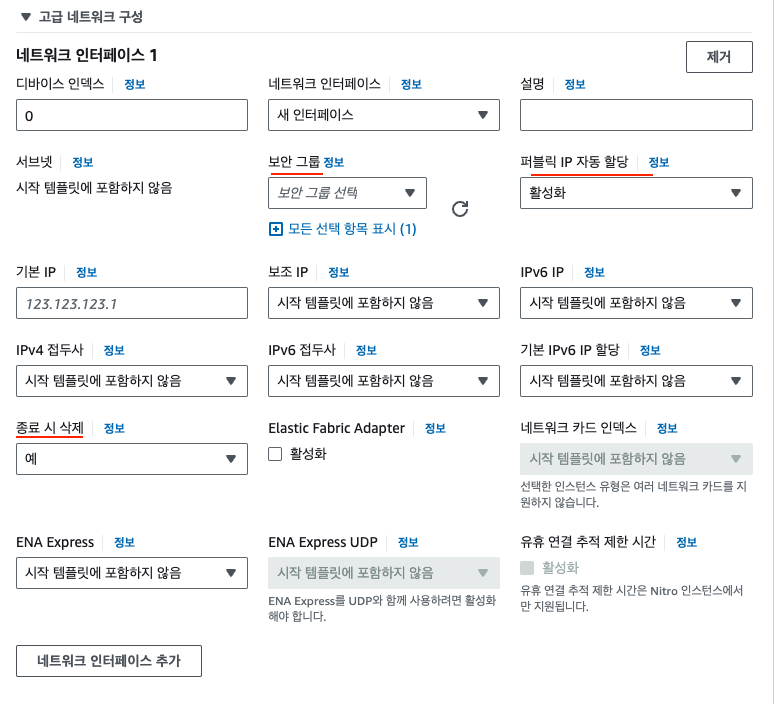 ▼ 고급 네트워크 구성
네트워크 인터페이스 1
제거
디바이스 인덱스 정보
네트워크 인터페이스 정보
설명 정보
0
새 인터페이스
서브넷 정보
보안 그룹 정보
퍼블릭 IP 자동 할당 정보
시작 템플릿에 포함하지 않음
보안 그룹 선택
활성화
모든 선택 항목 표시 (1)
기본 IP 정보
보조 IP 정보
IPv6 IP 정보
123.123.123.1
시작 템플릿에 포함하지 않음
시작 템플릿에 포함하지 않음
IPv4 접두사 정보
IPv6 접두사 정보
기본 IPv6 IP 할당 정보
시작 템플릿에 포함하지 않음
시작 템플릿에 포함하지 않음
시작 템플릿에 포함하지 않음
종료 시 삭제 정보
Elastic Fabric Adapter 정보
네트워크 카드 인덱스 정보
예
활성화
시작 템플릿에 포함하지 않음
선택한 인스턴스 유형은 여러 네트워크 카드를 지
원하지 않습니다.
ENA Express 정보
ENA Express UDP 정보
유휴 연결 추적 제한 시간 정보
시작 템플릿에 포함하지 않음
시작 템플릿에 포함하지 않음
활성화
ENA Express를 UDP와 함께 사용하려면 활성화
해야 합니다.
유휴 연결 추적 제한 시간은 Nitro 인스턴스에서
만 지원됩니다.
네트워크 인터페이스 추가